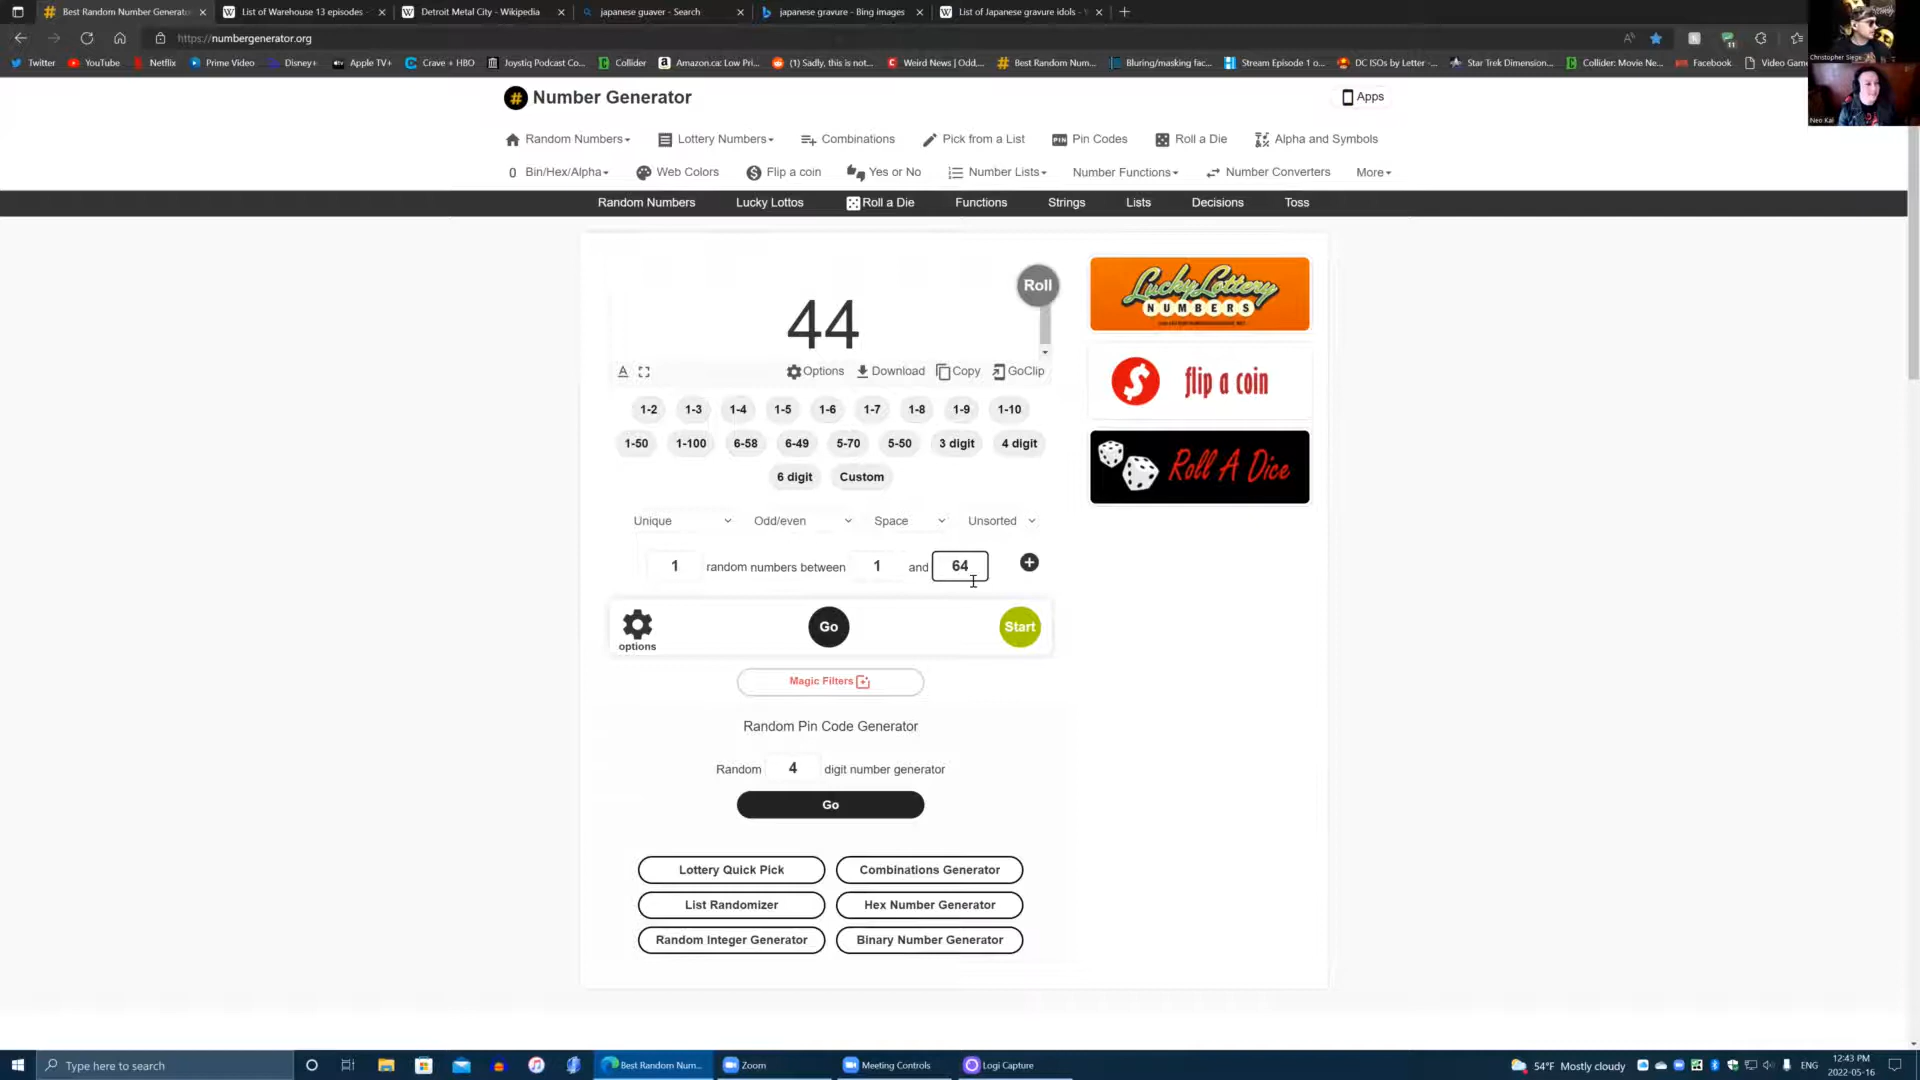 Best Random Number Generator
List of Warehouse 13 episodes -
Detroit Metal City - Wikipedia
japanese guaver - Search
japanese gravure - Bing images
List of Japanese gravure idols -
https://numbergenerator.org
Twitter
YouTube
Netflix
Prime Video
Disney+
Apple TV+
Crave + HBO
Joystiq Podcast Co...
Collider
Amazon.ca: Low Pri...
(1) Sadly, this is not...
Weird News | Odd,...
Best Random Num...
Bluring/masking fac...
Stream Episode 1 o...
DC ISOs by Letter -...
Star Trek Dimension...
Collider: Movie Ne...
Facebook
Video Gam
Christopher Siege
Neo Kal
Number Generator
Apps
Random Numbers
Lottery Numbers
Combinations
Pick from a List
Pin Codes
Roll a Die
Alpha and Symbols
0 Bin/Hex/Alpha
Web Colors
Flip a coin
Yes or No
Number Lists
Number Functions
Number Converters
More
Random Numbers
Lucky Lottos
Roll a Die
Functions
Strings
Lists
Decisions
Toss
44
Roll
A
Options
Download
Copy
GoClip
1-2
1-3
1-4
1-5
1-6
1-7
1-8
1-9
1-10
1-50
1-100
6-58
6-49
5-70
5-50
3 digit
4 digit
6 digit
Custom
Unique
Odd/even
Space
Unsorted
1 random numbers between 1 and 64
options
Go
Start
Magic Filters
Random Pin Code Generator
Random 4 digit number generator
Go
Lottery Quick Pick
Combinations Generator
List Randomizer
Hex Number Generator
Random Integer Generator
Binary Number Generator
Lucky Lottery
NUMBERS
flip a coin
Roll A Dice
Type here to search
Best Random Num...
Zoom
Meeting Controls
Logi Capture
54°F Mostly cloudy
ENG
12:43 PM
2022-05-16